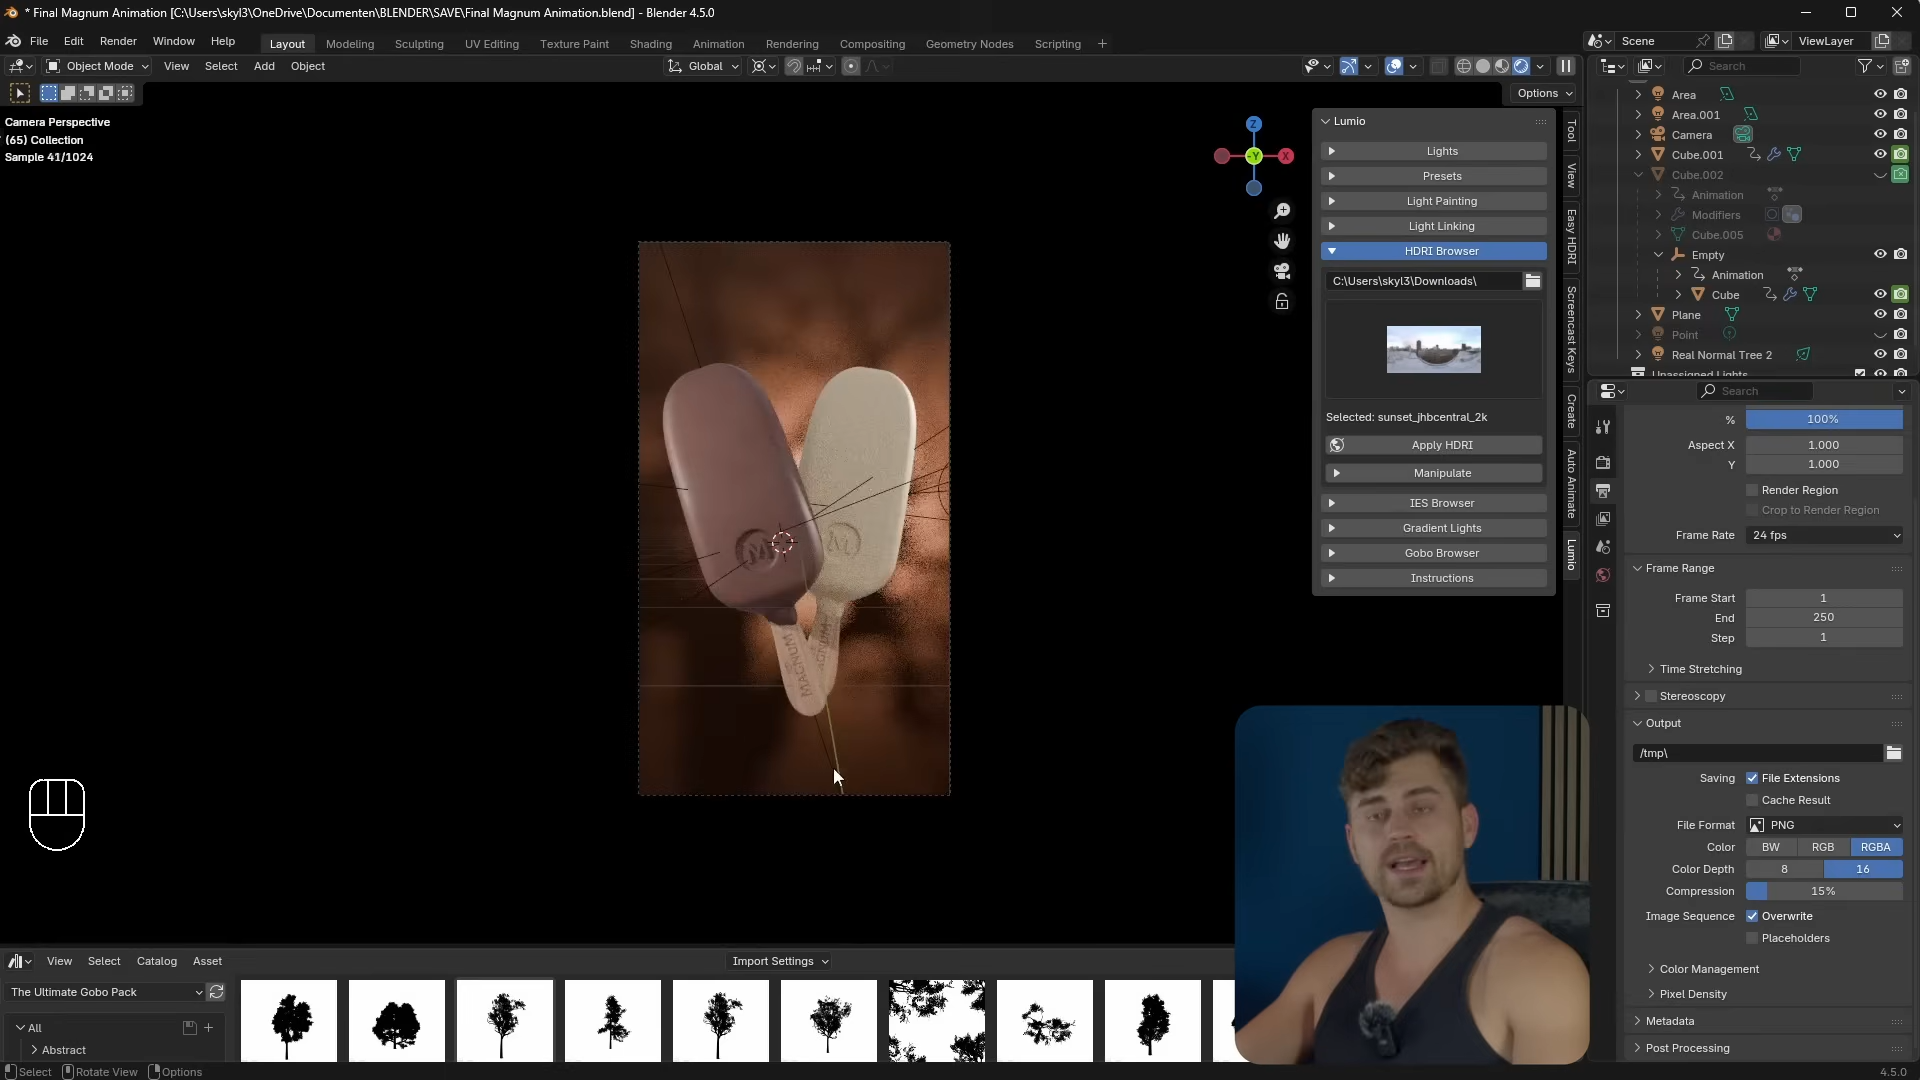 * Final Magnum Animation [C:\Users\skyl3\OneDrive\Documenten\BLENDER\SAVE\Final Magnum Animation.blend] - Blender 4.5.0
File Edit Render Window Help
Layout Modeling Sculpting UV Editing Texture Paint Shading Animation Rendering Compositing Geometry Nodes Scripting +
Scene
ViewLayer
Object Mode View Select Add Object
Global
Search
Options
Camera Perspective
(65) Collection
Sample 41/1024
Z
-Y
X
Lumio
Lights
Presets
Light Painting
Light Linking
HDRI Browser
C:\Users\skyl3\Downloads\
Selected: sunset_jhbcentral_2k
Apply HDRI
Manipulate
IES Browser
Gradient Lights
Gobo Browser
Instructions
Tool
View
Easy HDRI
Screencast Keys
Create
Auto Animate
Lumio
Area
Area.001
Camera
Cube.001
Cube.002
Animation
Modifiers
Cube.005
Empty
Animation
Cube
Plane
Point
Real Normal Tree 2
Unassigned Lights
Search
% 100%
Aspect X 1.000
Y 1.000
Render Region
Crop to Render Region
Frame Rate 24 fps
Frame Range
Frame Start 1
End 250
Step 1
Time Stretching
Stereoscopy
Output
/tmp\
Saving File Extensions
Cache Result
File Format PNG
Color BW RGB RGBA
Color Depth 8 16
Compression 15%
Image Sequence Overwrite
Placeholders
Color Management
Pixel Density
Metadata
Post Processing
M
M
MAGNUM
MAGNUM
View Select Catalog Asset
Import Settings
The Ultimate Gobo Pack
All
Abstract
Select Rotate View Options
4.5.0